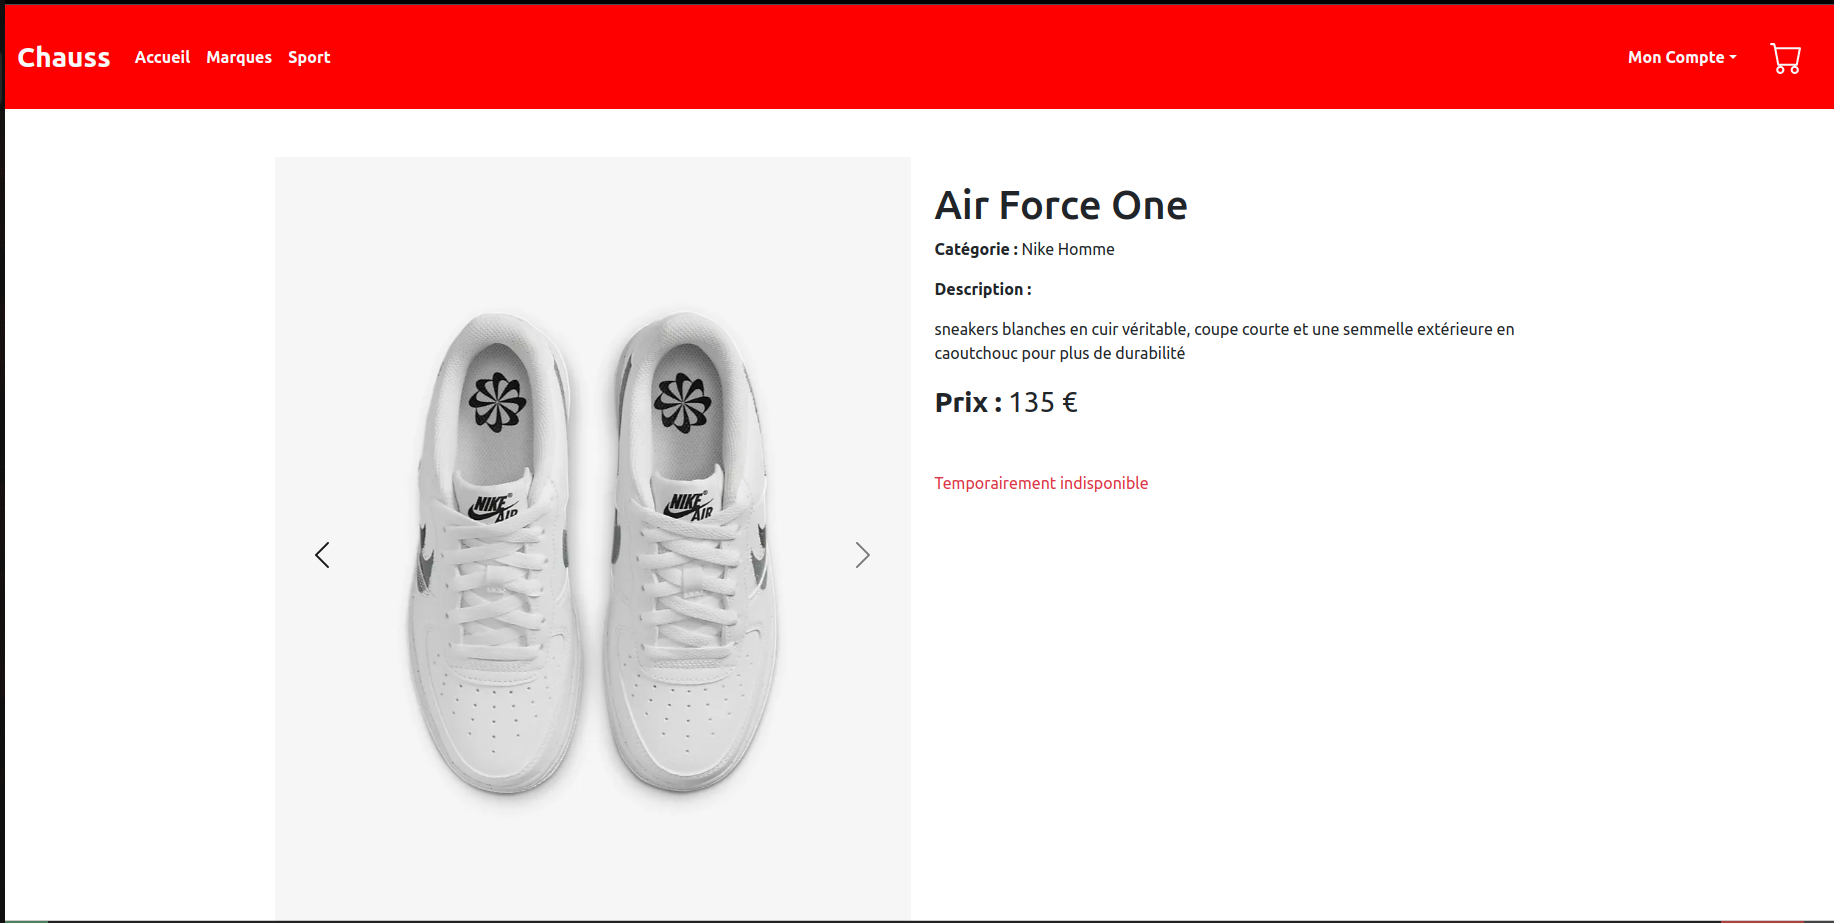 Chauss Accueil Marques Sport Mon Compte
Air Force One
Catégorie : Nike Homme
Description :
sneakers blanches en cuir véritable, coupe courte et une semmelle extérieure en
caoutchouc pour plus de durabilité
Prix : 135 €
Temporairement indisponible
NIKE
AIR
NIKE
AIR